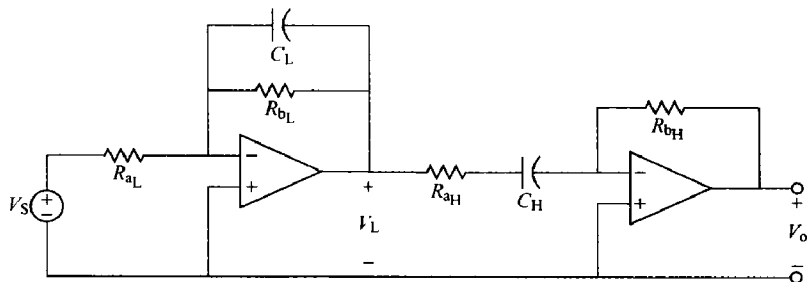 C_L
R_bL
R_bH
R_aL
− +
R_aH
C_H
− +
V_S + −
+ V_L −
+ V_o −